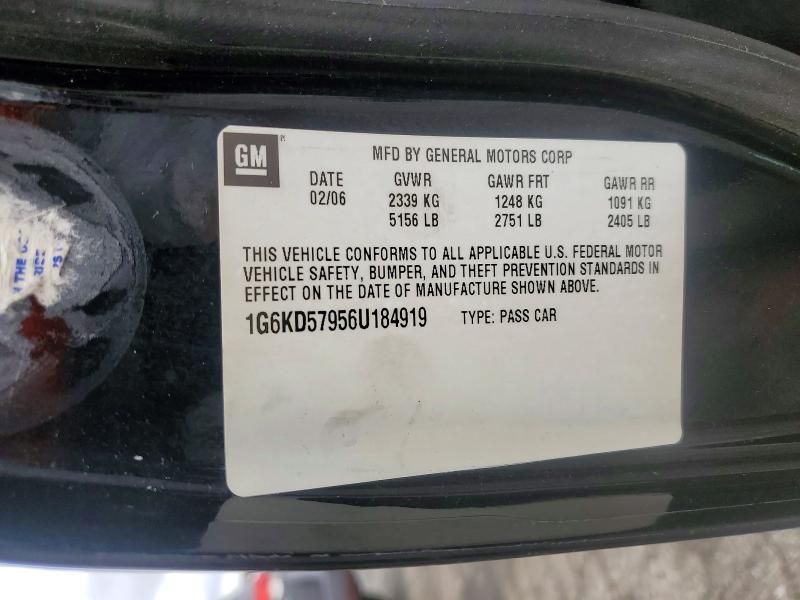 GM ®
MFD BY GENERAL MOTORS CORP
DATE GVWR GAWR FRT GAWR RR
02/06 2339 KG 1248 KG 1091 KG
5156 LB 2751 LB 2405 LB
THIS VEHICLE CONFORMS TO ALL APPLICABLE U.S. FEDERAL MOTOR
VEHICLE SAFETY, BUMPER, AND THEFT PREVENTION STANDARDS IN
EFFECT ON THE DATE OF MANUFACTURE SHOWN ABOVE.
1G6KD57956U184919 TYPE: PASS CAR
THE